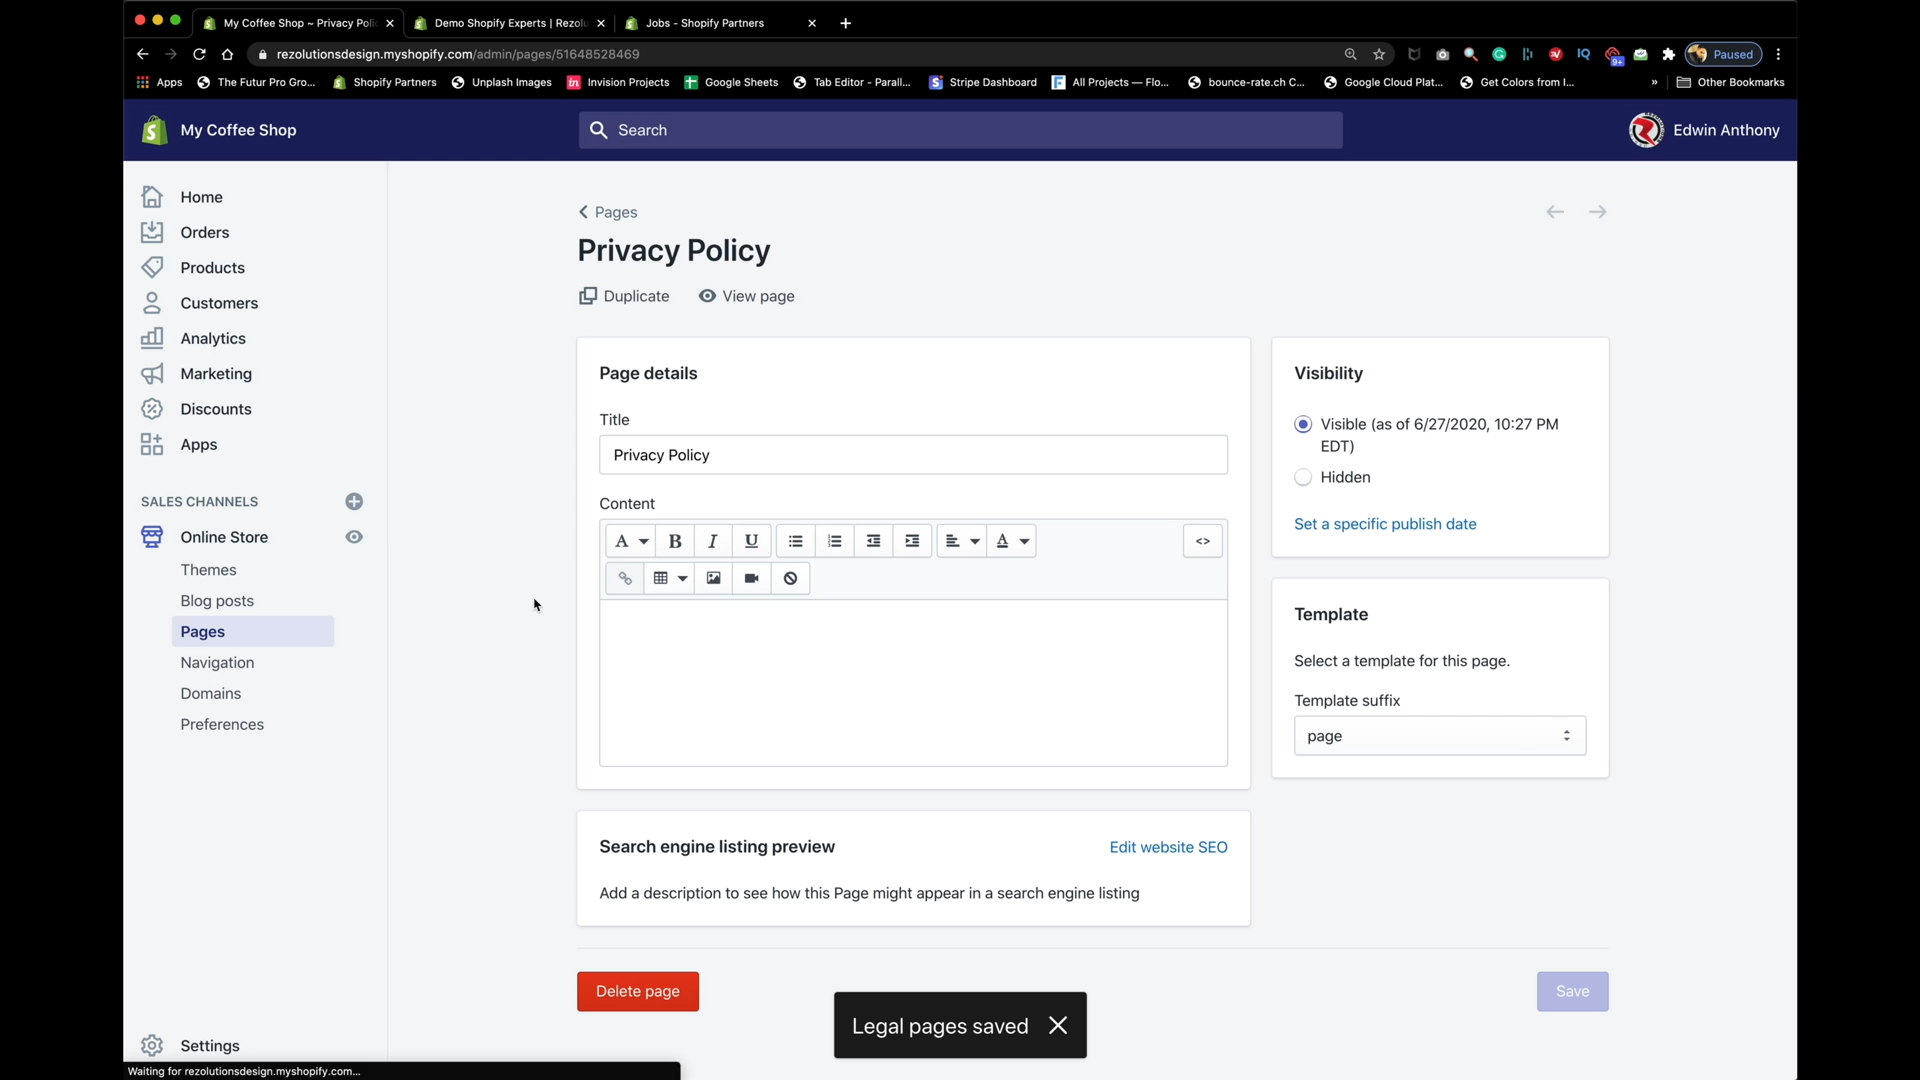 My Coffee Shop ~ Privacy Poli
Demo Shopify Experts | Rezolu
Jobs - Shopify Partners
rezolutionsdesign.myshopify.com/admin/pages/51648528469
9+
IQ
Paused
Apps
The Futur Pro Gro...
Shopify Partners
Unplash Images
in
Invision Projects
Google Sheets
Tab Editor - Parall...
Stripe Dashboard
All Projects — Flo...
bounce-rate.ch C...
Google Cloud Plat...
Get Colors from I...
»
Other Bookmarks
My Coffee Shop
Search
Edwin Anthony
Home
Orders
Products
Customers
Analytics
Marketing
Discounts
Apps
SALES CHANNELS
Online Store
Themes
Blog posts
Pages
Navigation
Domains
Preferences
Settings
Waiting for rezolutionsdesign.myshopify.com...
Pages
Privacy Policy
Duplicate
View page
Page details
Title
Privacy Policy
Content
A
B
I
U
A
<>
Search engine listing preview
Edit website SEO
Add a description to see how this Page might appear in a search engine listing
Visibility
Visible (as of 6/27/2020, 10:27 PM
EDT)
Hidden
Set a specific publish date
Template
Select a template for this page.
Template suffix
page
Delete page
Save
Legal pages saved